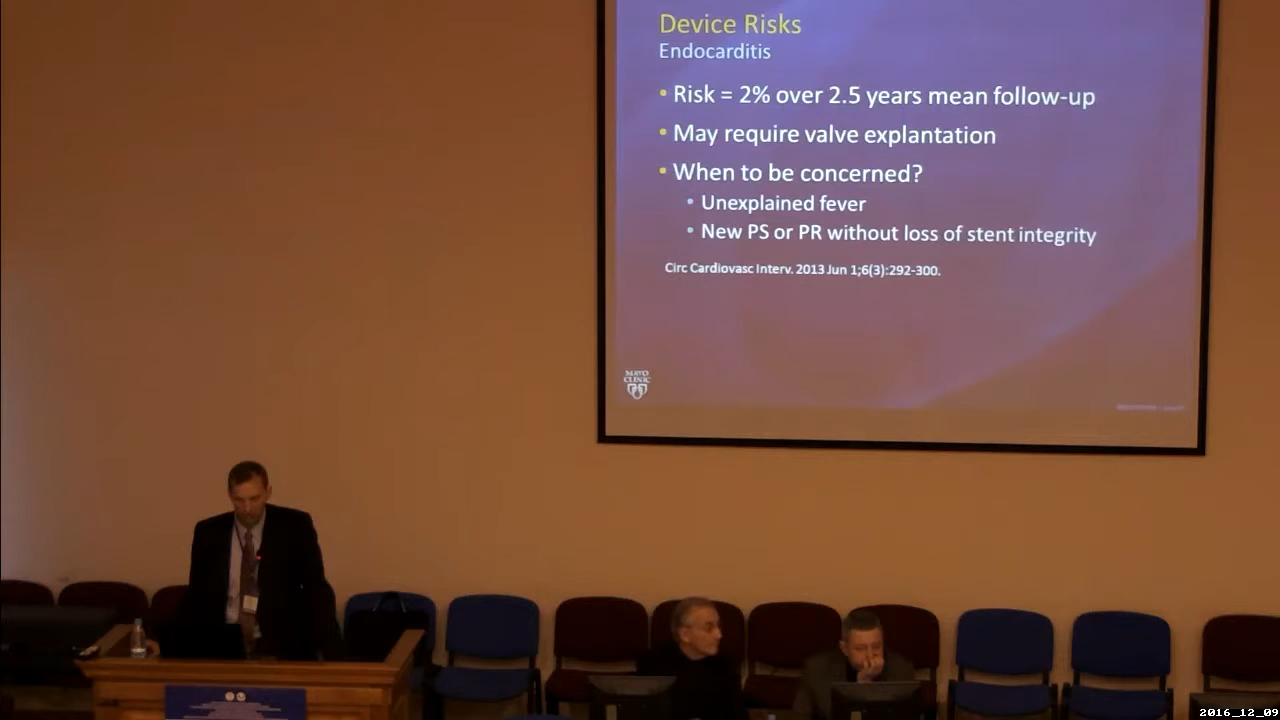 Device Risks
Endocarditis
• Risk = 2% over 2.5 years mean follow-up
• May require valve explantation
• When to be concerned?
• Unexplained fever
• New PS or PR without loss of stent integrity
Circ Cardiovasc Interv. 2013 Jun 1;6(3):292-300.
MAYO
CLINIC
2016_12_09